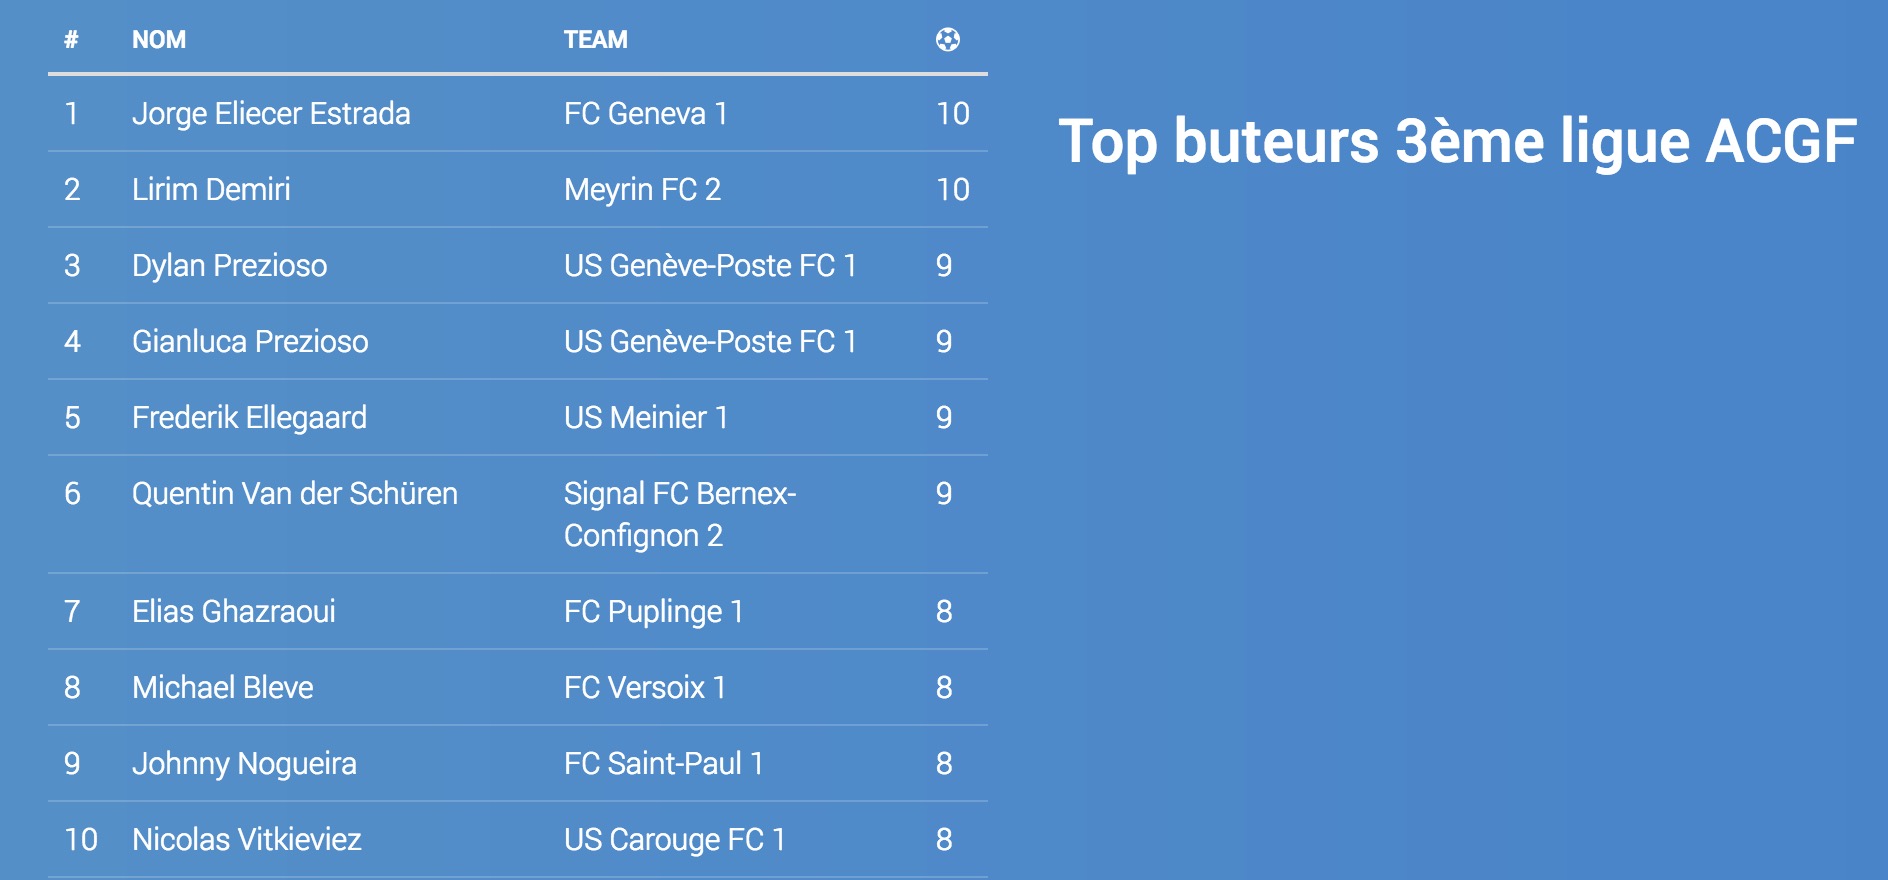 # NOM TEAM
1 Jorge Eliecer Estrada FC Geneva 1 10
2 Lirim Demiri Meyrin FC 2 10
3 Dylan Prezioso US Genève-Poste FC 1 9
4 Gianluca Prezioso US Genève-Poste FC 1 9
5 Frederik Ellegaard US Meinier 1 9
6 Quentin Van der Schüren Signal FC Bernex- 9
Confignon 2
7 Elias Ghazraoui FC Puplinge 1 8
8 Michael Bleve FC Versoix 1 8
9 Johnny Nogueira FC Saint-Paul 1 8
10 Nicolas Vitkieviez US Carouge FC 1 8
Top buteurs 3ème ligue ACGF